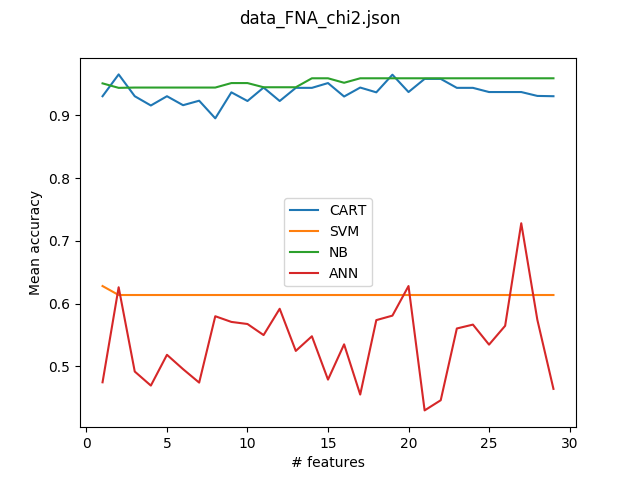 data_FNA_chi2.json
Mean accuracy
0.9
0.8
0.7
0.6
0.5
CART
SVM
NB
ANN
0 5 10 15 20 25 30
# features